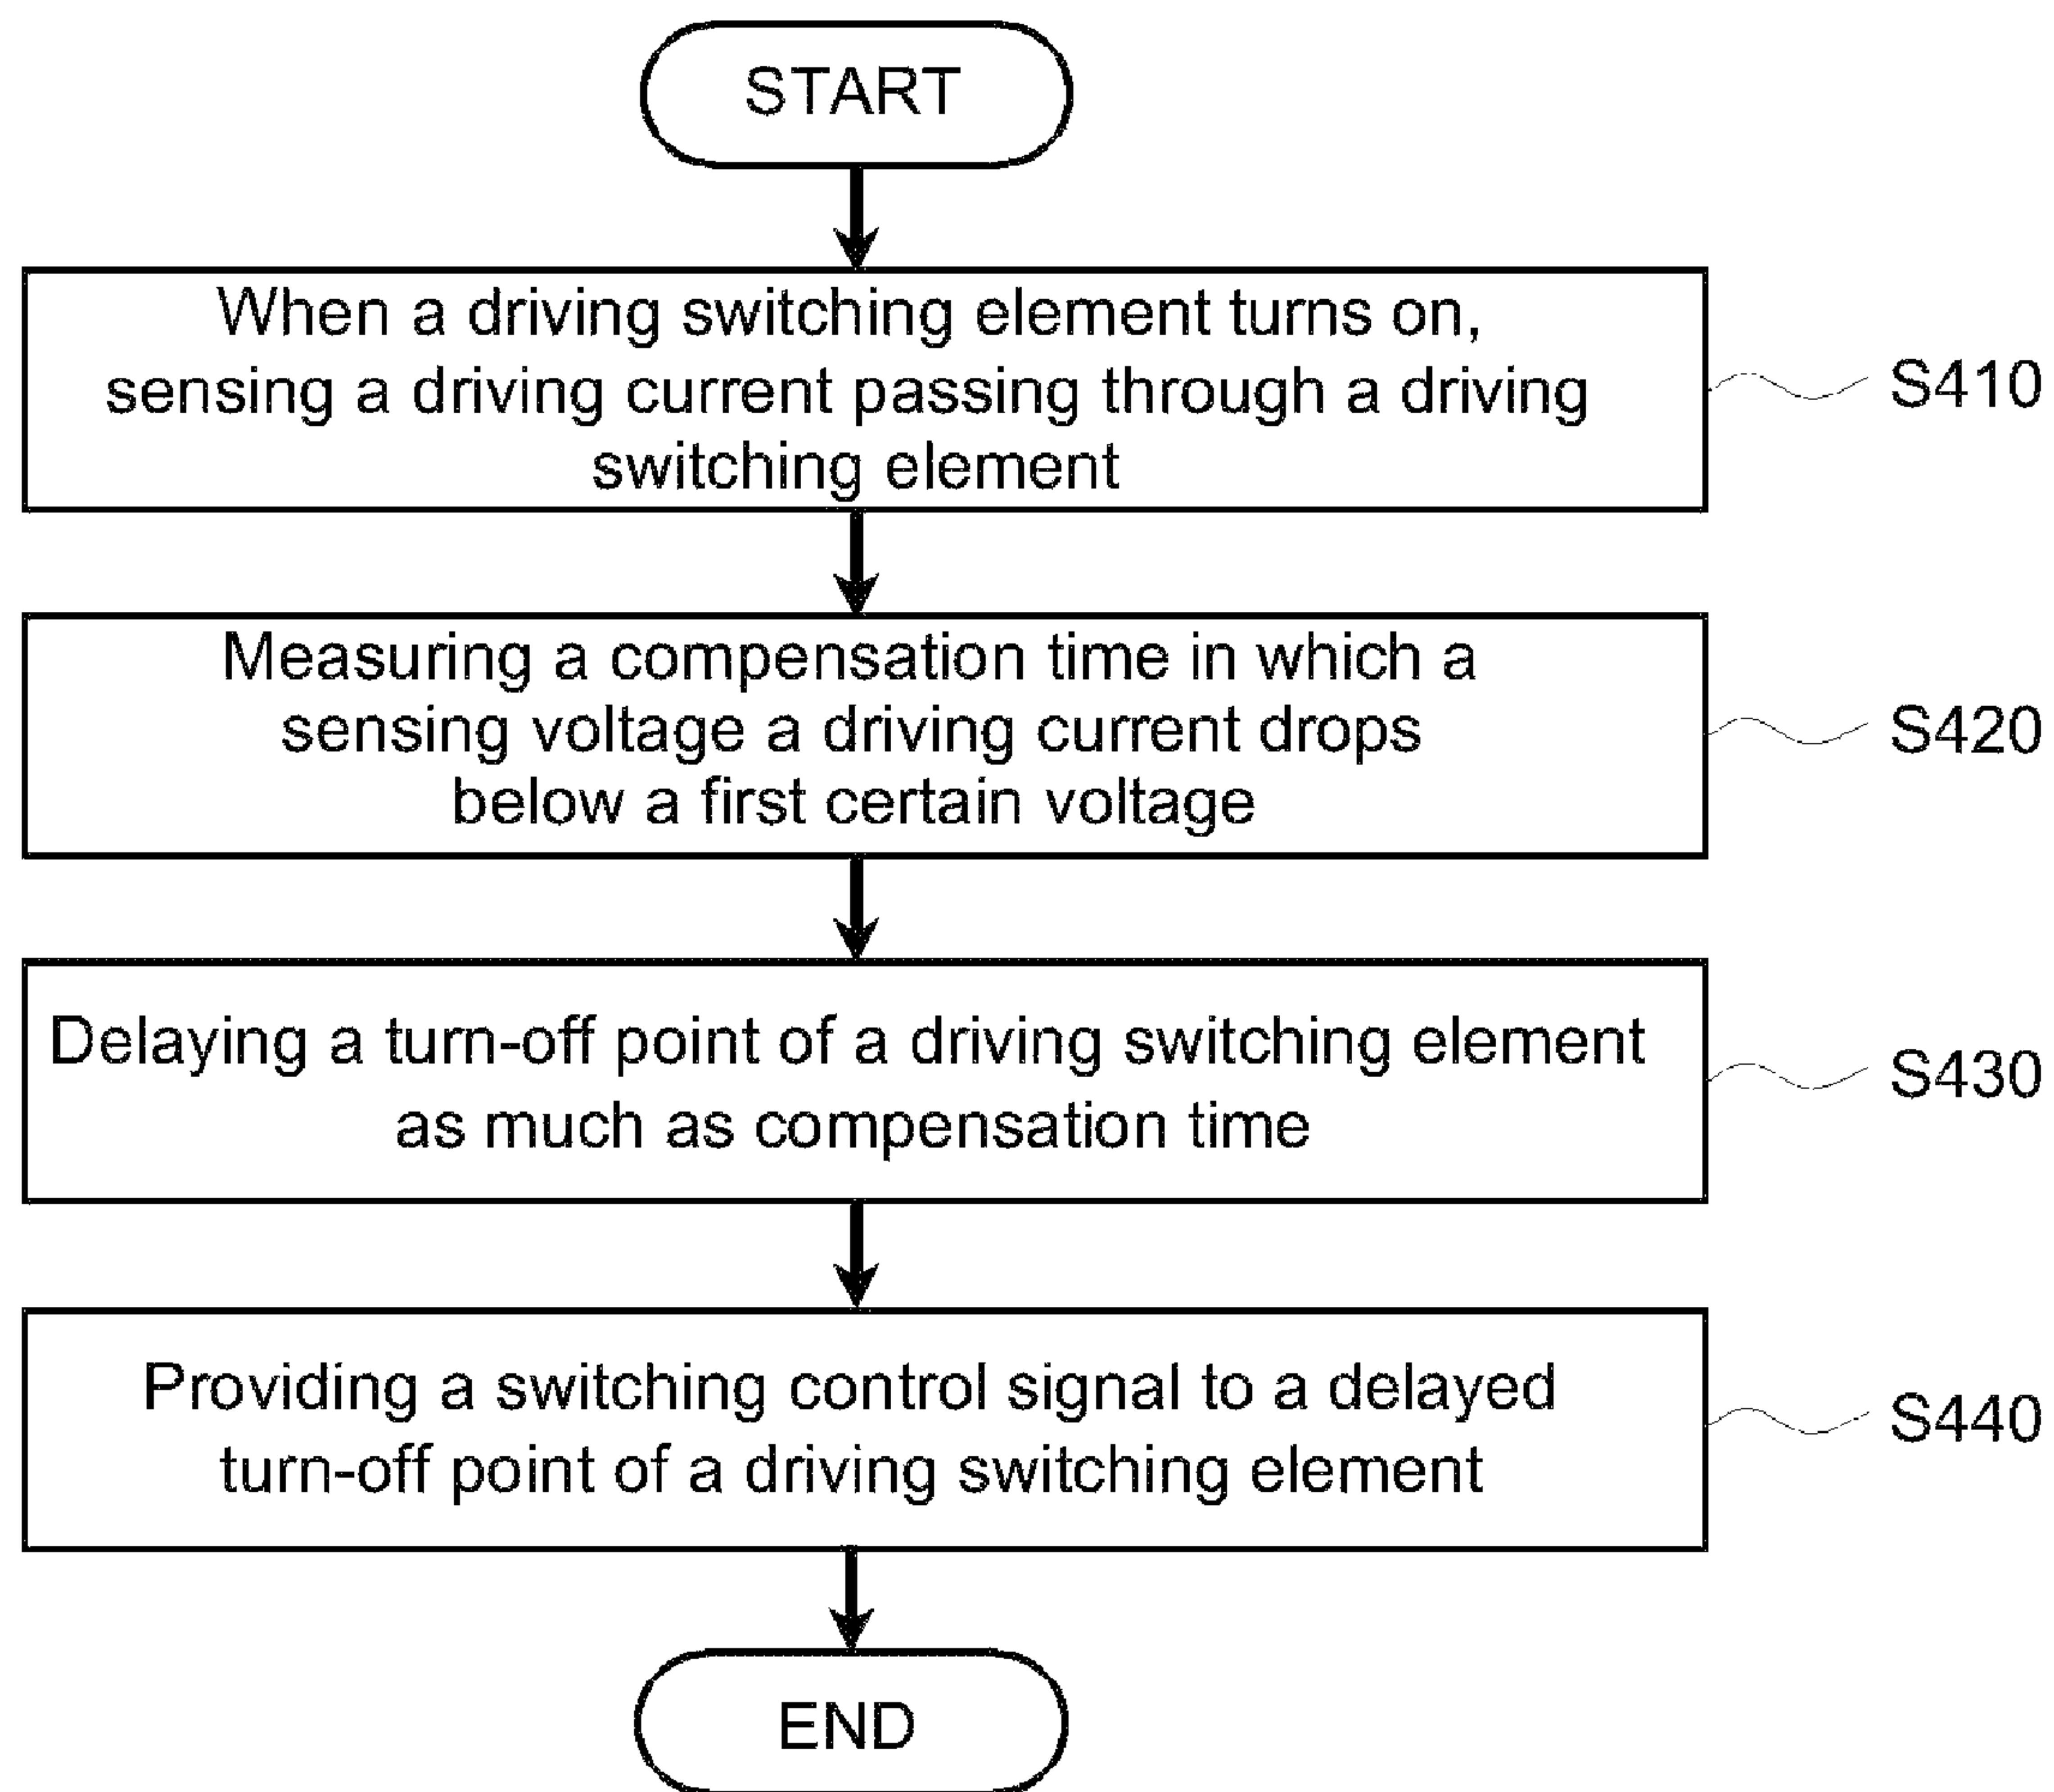 START
When a driving switching element turns on,
sensing a driving current passing through a driving
switching element
S410
Measuring a compensation time in which a
sensing voltage a driving current drops
below a first certain voltage
S420
Delaying a turn-off point of a driving switching element
as much as compensation time
S430
Providing a switching control signal to a delayed
turn-off point of a driving switching element
S440
END